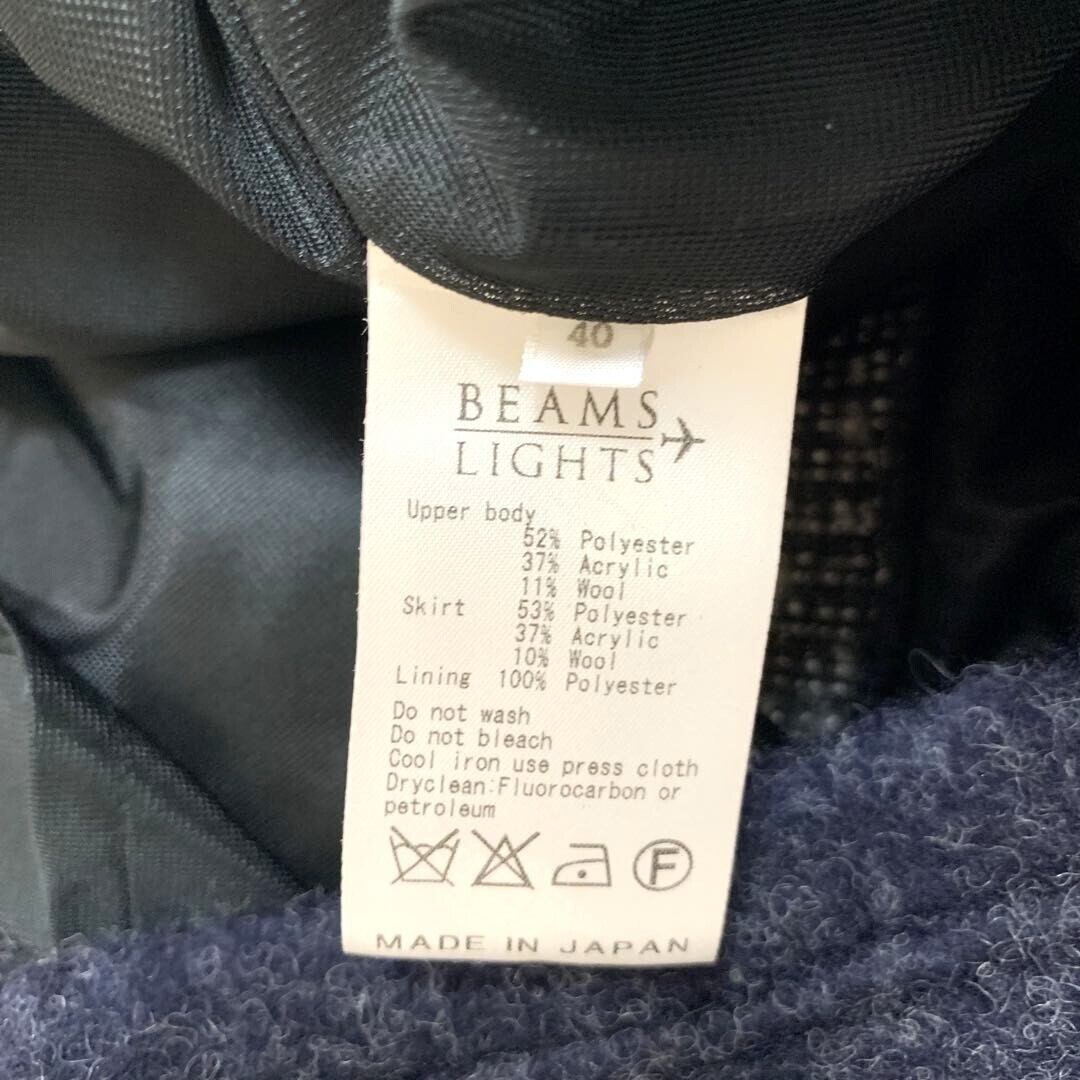 40
BEAMS
LIGHTS
Upper body
52% Polyester
37% Acrylic
11% Wool
Skirt 53% Polyester
37% Acrylic
10% Wool
Lining 100% Polyester
Do not wash
Do not bleach
Cool iron use press cloth
Dryclean:Fluorocarbon or
petroleum
F
MADE IN JAPAN